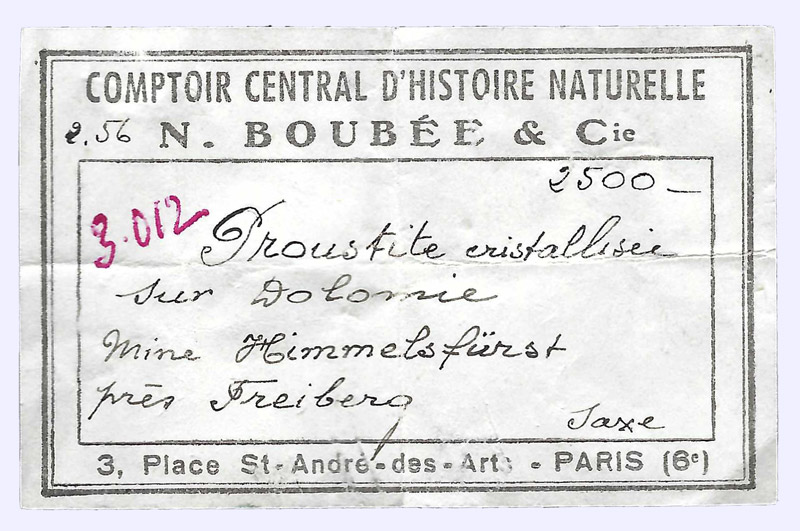 COMPTOIR CENTRAL D'HISTOIRE NATURELLE
2.56 N. BOUBÉE & Cie
2500 —
3.012
Proustite cristallisée
sur Dolomie
Mine Himmelsfürst
près Freiberg
Saxe
3, Place St-André-des-Arts - PARIS (6e)